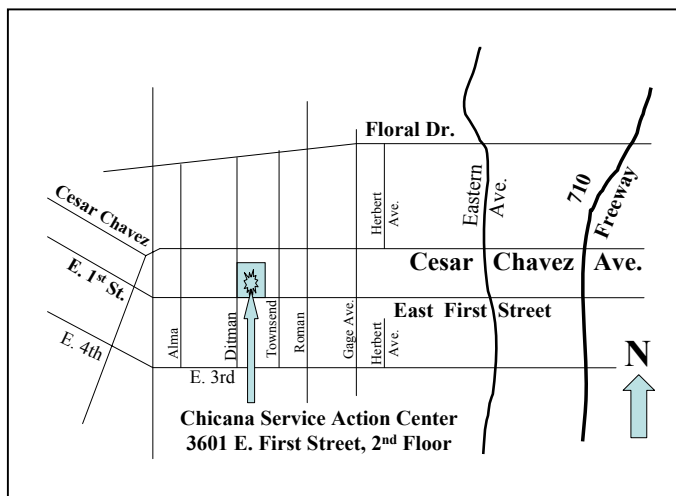 Floral Dr.
Cesar Chavez
E. 1st St.
E. 4th
Herbert
Ave.
Eastern
Ave.
710
Freeway
Cesar Chavez Ave.
East First Street
Alma
Ditman
Townsend
Roman
Gage Ave.
Herbert
Ave.
E. 3rd
N
Chicana Service Action Center
3601 E. First Street, 2nd Floor